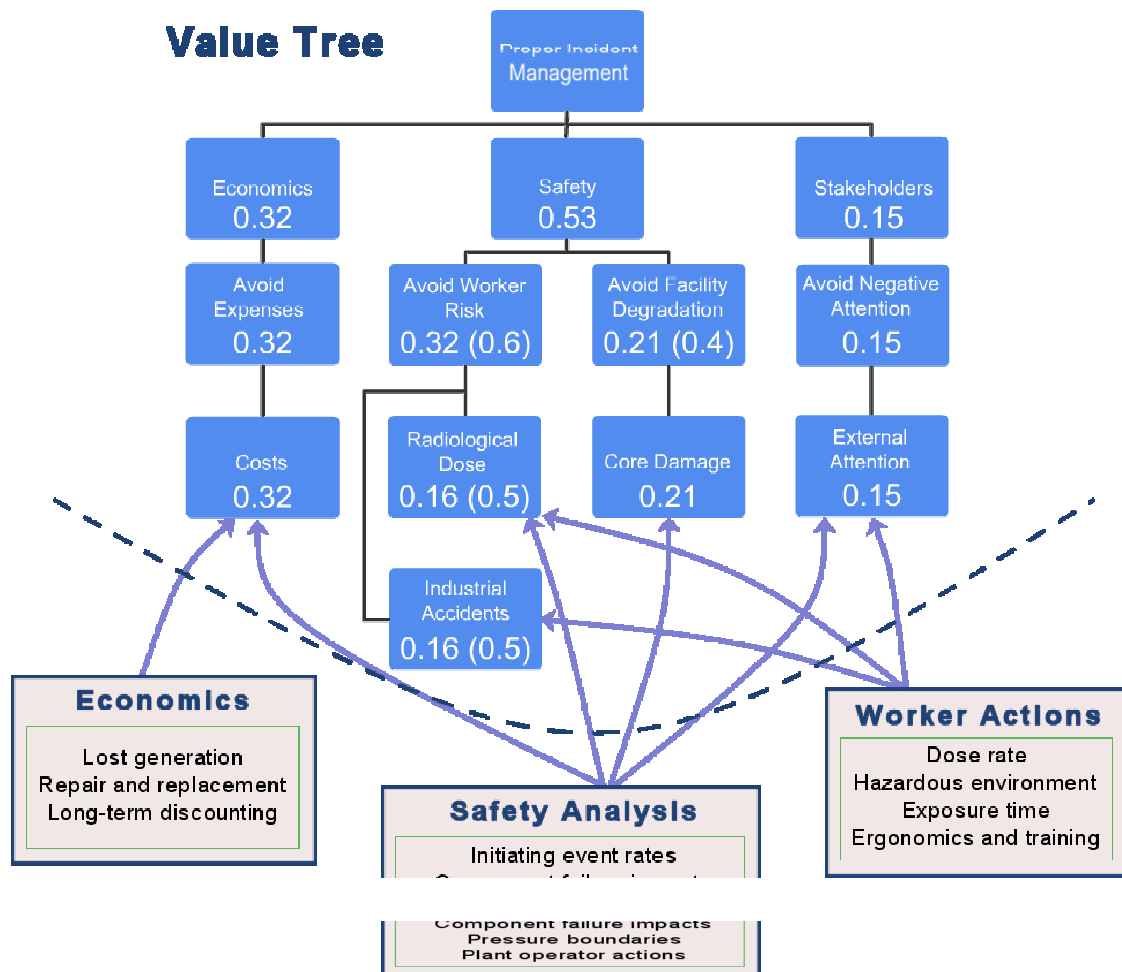 Value Tree
Proper Incident
Management
Economics
0.32
Safety
0.53
Stakeholders
0.15
Avoid
Expenses
0.32
Avoid Worker
Risk
0.32 (0.6)
Avoid Facility
Degradation
0.21 (0.4)
Avoid Negative
Attention
0.15
Costs
0.32
Radiological
Dose
0.16 (0.5)
Core Damage
0.21
External
Attention
0.15
Industrial
Accidents
0.16 (0.5)
Economics
Lost generation
Repair and replacement
Long-term discounting
Worker Actions
Dose rate
Hazardous environment
Exposure time
Ergonomics and training
Safety Analysis
Initiating event rates
Component failure impacts
Pressure boundaries
Plant operator actions